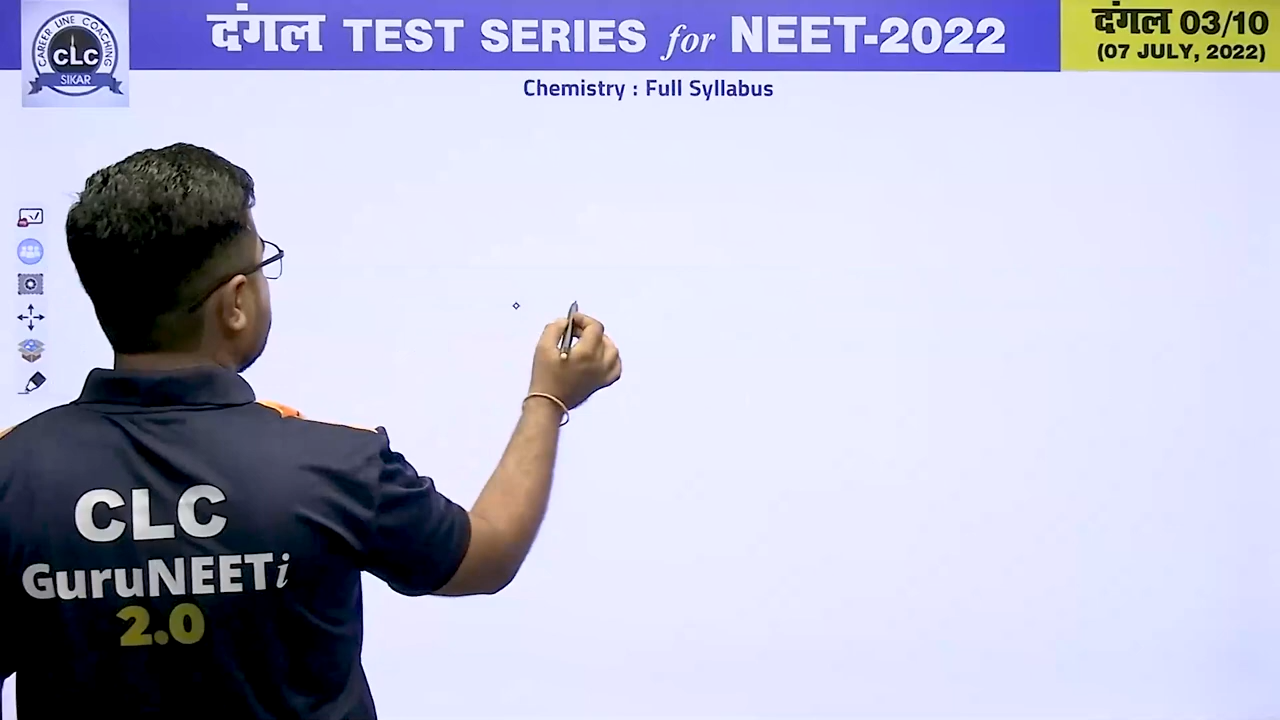 दंगल TEST SERIES for NEET-2022
दंगल 03/10
(07 JULY, 2022)
CAREER LINE COACHING
CLC
SIKAR
Chemistry : Full Syllabus
CLC
GuruNEETi
2.0